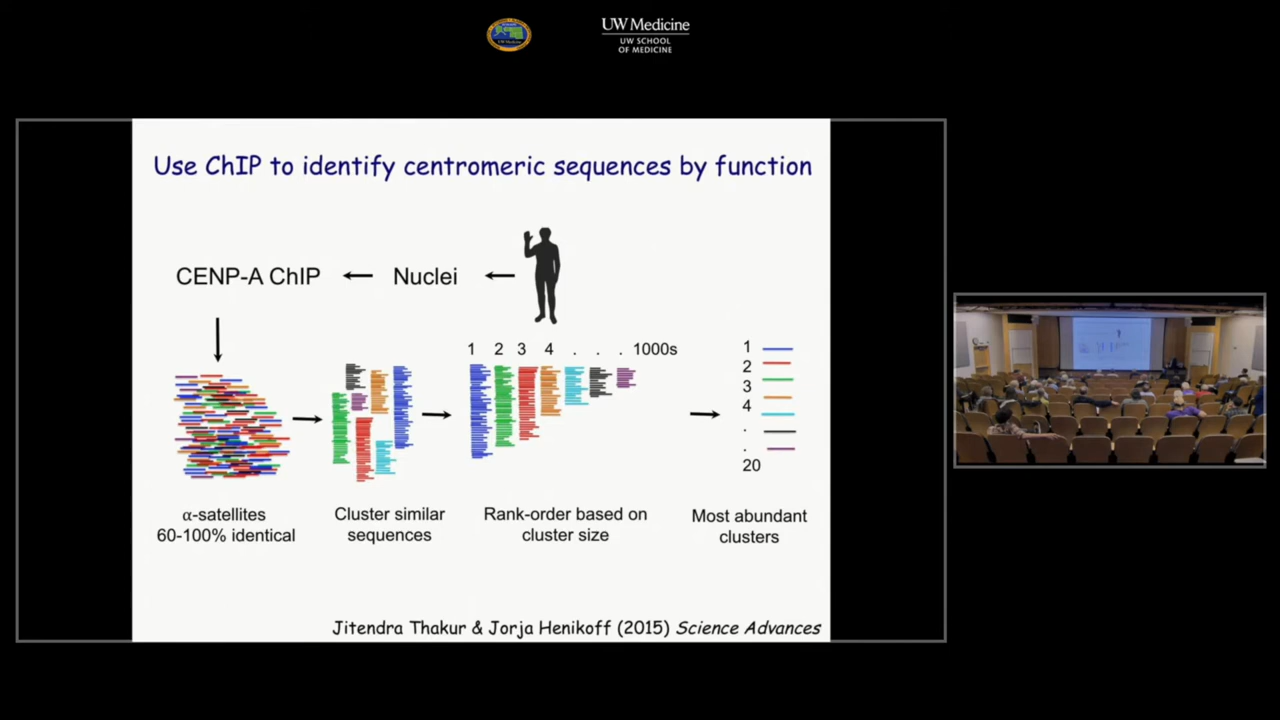 UW Medicine
UW SCHOOL
OF MEDICINE
Use ChIP to identify centromeric sequences by function
CENP-A ChIP
Nuclei
1 2 3 4 . . . 1000s
1
2
3
4
.
.
20
α-satellites
60-100% identical
Cluster similar
sequences
Rank-order based on
cluster size
Most abundant
clusters
Jitendra Thakur & Jorja Henikoff (2015) Science Advances